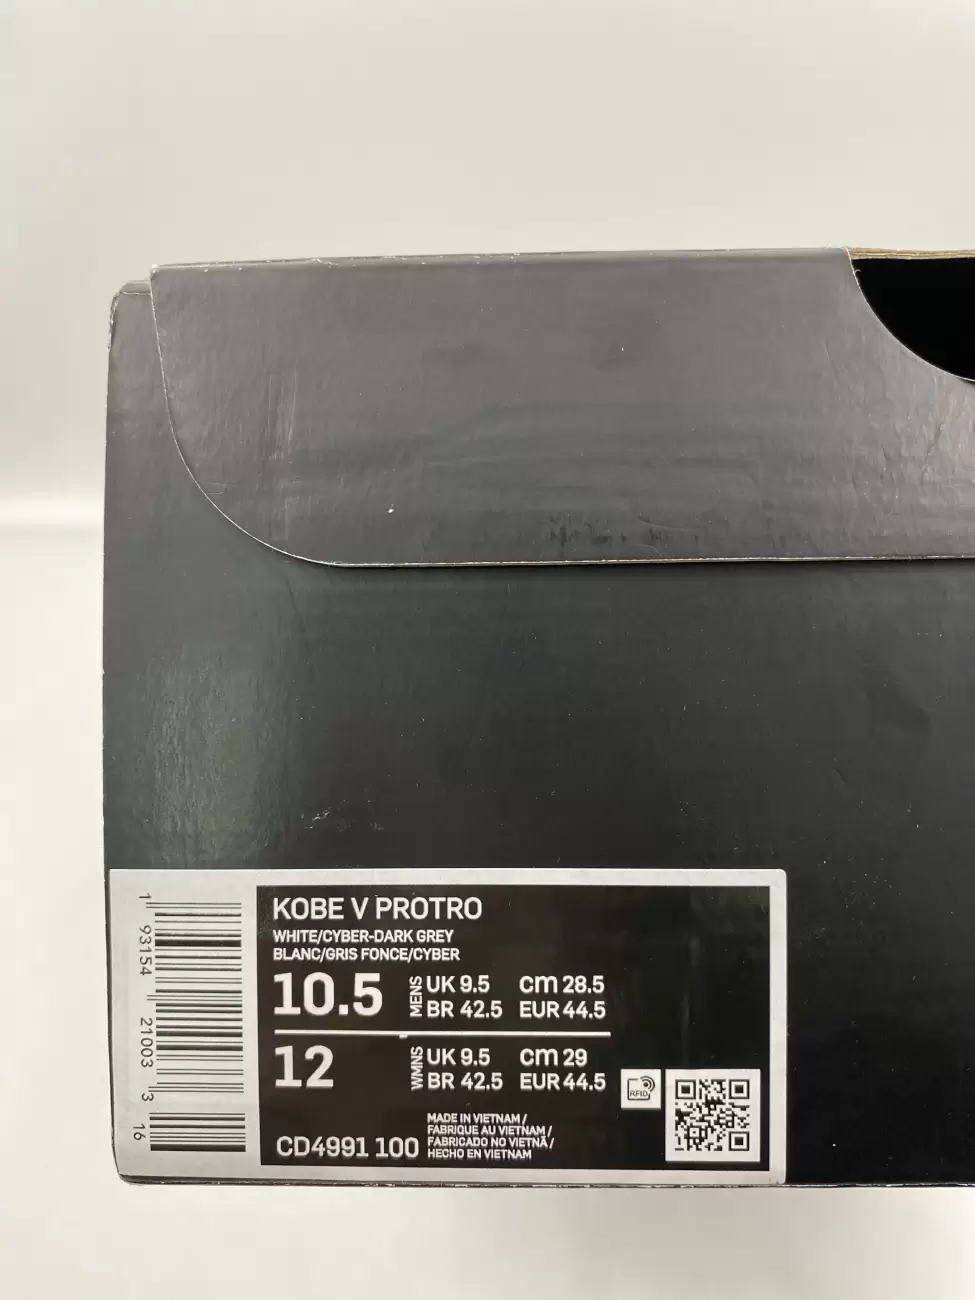 KOBE V PROTRO
WHITE/CYBER-DARK GREY
BLANC/GRIS FONCE/CYBER
10.5 MENS UK 9.5 cm 28.5
BR 42.5 EUR 44.5
12 WMNS UK 9.5 cm 29
BR 42.5 EUR 44.5
CD4991 100
MADE IN VIETNAM /
FABRIQUE AU VIETNAM /
FABRICADO NO VIETNÃ /
HECHO EN VIETNAM
RFID
1 93154 21003 3 16